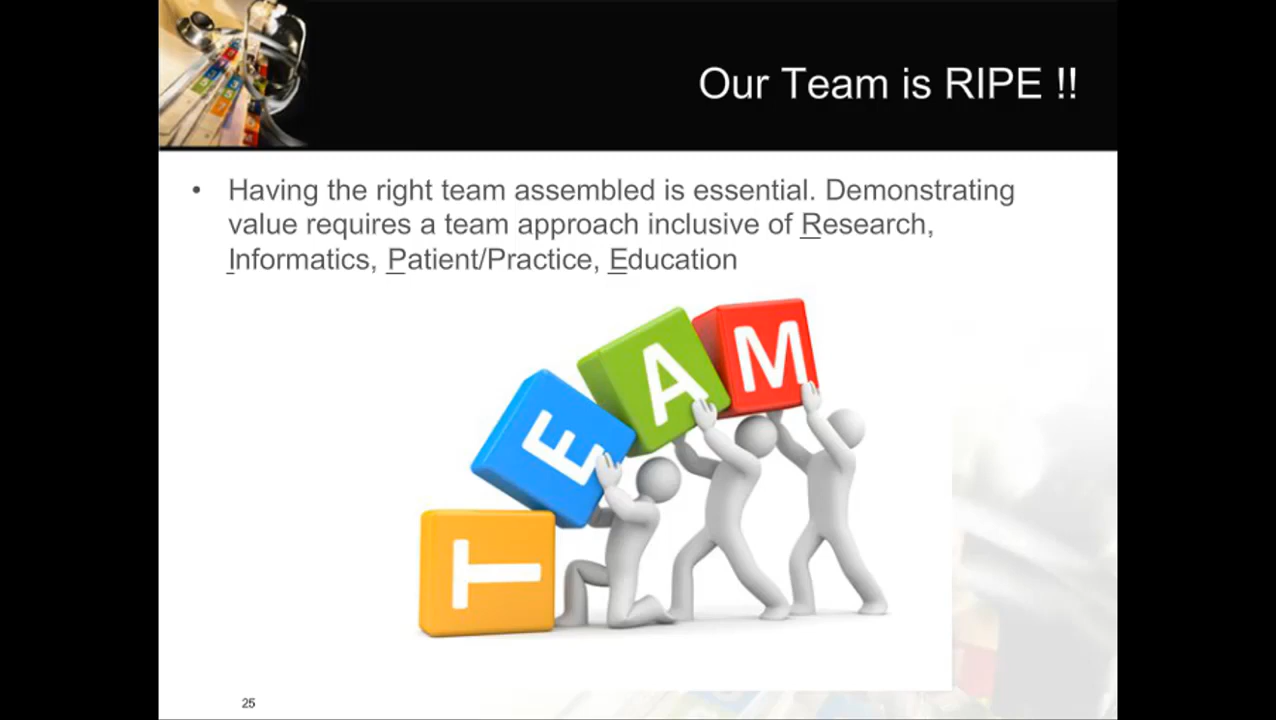 Our Team is RIPE !!
• Having the right team assembled is essential. Demonstrating
value requires a team approach inclusive of Research,
Informatics, Patient/Practice, Education
T
E
A
M
25